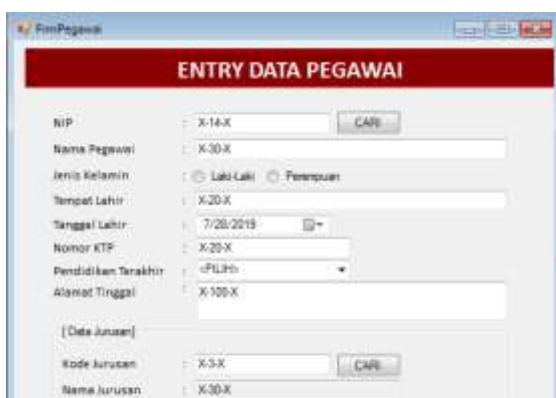 FrmPegawai
ENTRY DATA PEGAWAI
NIP : X-14-X CARI
Nama Pegawai : X-30-X
Jenis Kelamin : Laki-Laki Perempuan
Tempat Lahir : X-20-X
Tanggal Lahir : 7/28/2019
Nomor KTP : X-20-X
Pendidikan Terakhir : <PILIH>
Alamat Tinggal : X-100-X
[ Data Jurusan]
Kode Jurusan : X-3-X CARI
Nama Jurusan : X-30-X